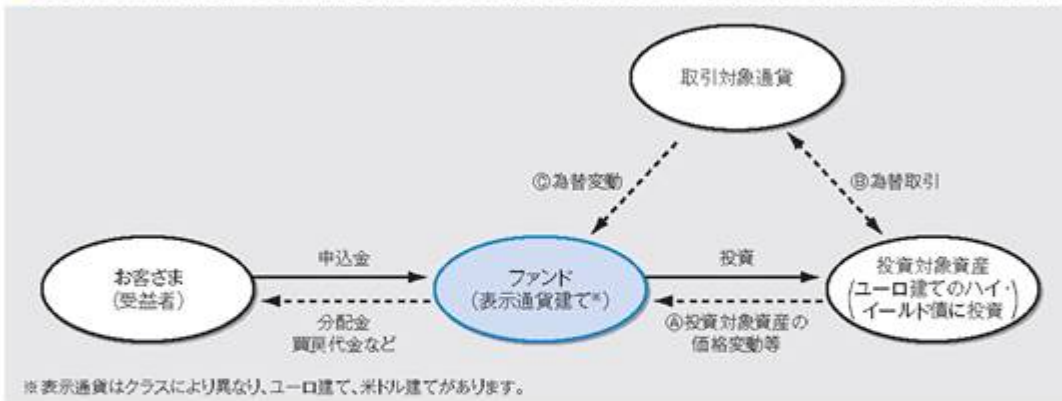 取引対象通貨
Ⓒ為替変動
Ⓑ為替取引
お客さま
(受益者)
申込金
分配金
買戻代金など
ファンド
(表示通貨建て※)
投資
Ⓐ投資対象資産の
価格変動等
投資対象資産
(ユーロ建てのハイ・
イールド債に投資)
※表示通貨はクラスにより異なり、ユーロ建て、米ドル建てがあります。